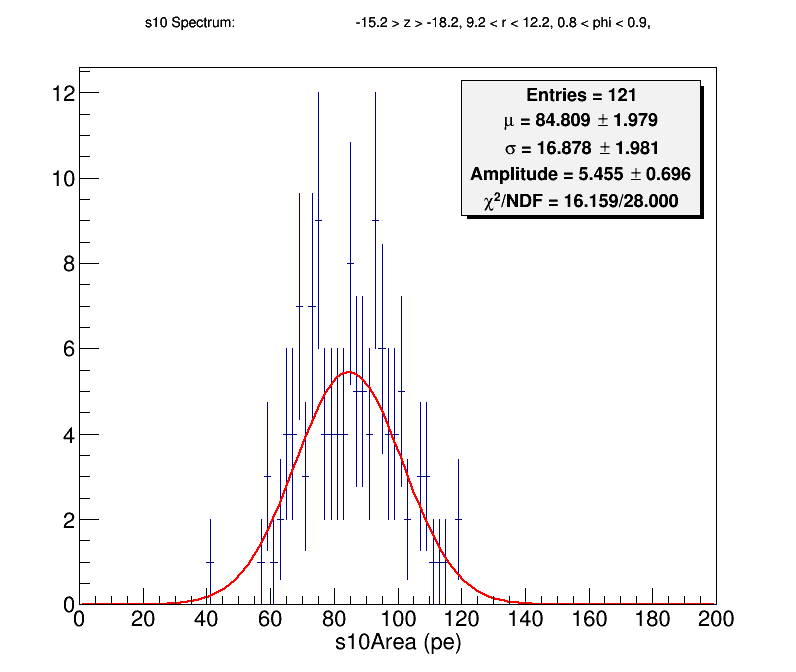 s10 Spectrum: -15.2 > z > -18.2, 9.2 < r < 12.2, 0.8 < phi < 0.9,
Entries = 121
μ = 84.809 ± 1.979
σ = 16.878 ± 1.981
Amplitude = 5.455 ± 0.696
χ²/NDF = 16.159/28.000
12
10
8
6
4
2
0
0 20 40 60 80 100 120 140 160 180 200
s10Area (pe)